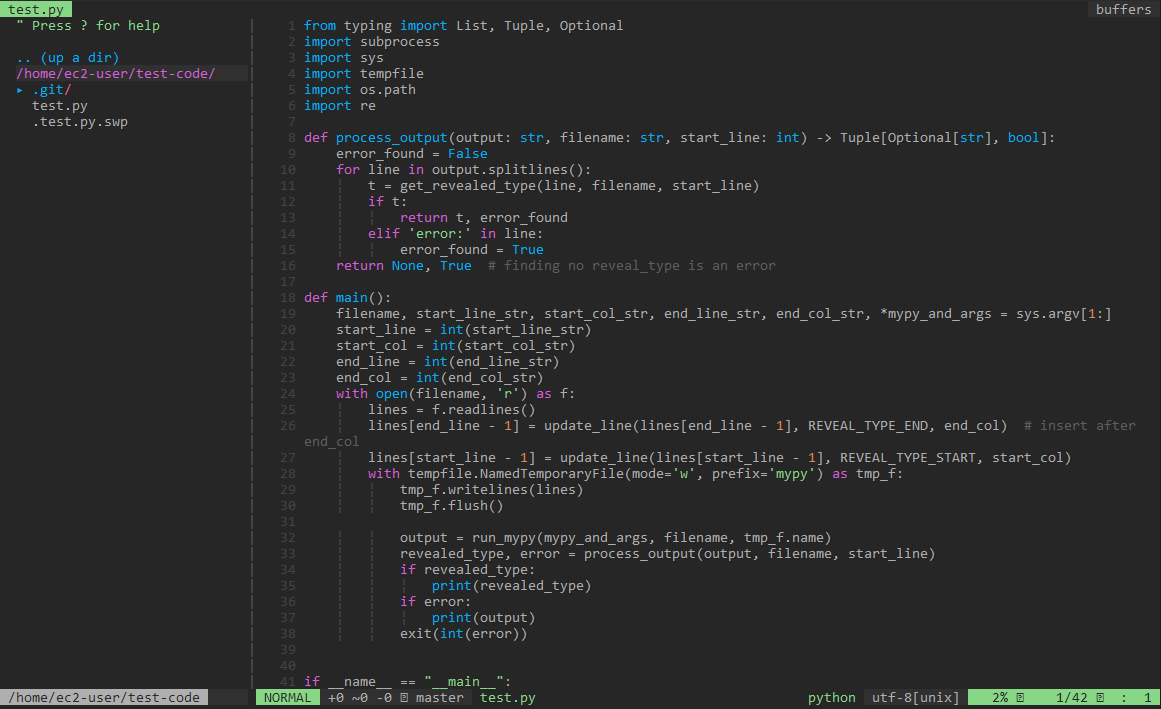 test.py buffers
" Press ? for help
.. (up a dir)
/home/ec2-user/test-code/
▸ .git/
test.py
.test.py.swp
1 from typing import List, Tuple, Optional
2 import subprocess
3 import sys
4 import tempfile
5 import os.path
6 import re
7
8 def process_output(output: str, filename: str, start_line: int) -> Tuple[Optional[str], bool]:
9     error_found = False
10     for line in output.splitlines():
11         t = get_revealed_type(line, filename, start_line)
12         if t:
13             return t, error_found
14         elif 'error:' in line:
15             error_found = True
16     return None, True  # finding no reveal_type is an error
17
18 def main():
19     filename, start_line_str, start_col_str, end_line_str, end_col_str, *mypy_and_args = sys.argv[1:]
20     start_line = int(start_line_str)
21     start_col = int(start_col_str)
22     end_line = int(end_line_str)
23     end_col = int(end_col_str)
24     with open(filename, 'r') as f:
25         lines = f.readlines()
26         lines[end_line - 1] = update_line(lines[end_line - 1], REVEAL_TYPE_END, end_col)  # insert after
end_col
27         lines[start_line - 1] = update_line(lines[start_line - 1], REVEAL_TYPE_START, start_col)
28         with tempfile.NamedTemporaryFile(mode='w', prefix='mypy') as tmp_f:
29             tmp_f.writelines(lines)
30             tmp_f.flush()
31
32             output = run_mypy(mypy_and_args, filename, tmp_f.name)
33             revealed_type, error = process_output(output, filename, start_line)
34             if revealed_type:
35                 print(revealed_type)
36             if error:
37                 print(output)
38             exit(int(error))
39
40
41 if __name__ == "__main__":
/home/ec2-user/test-code NORMAL +0 ~0 -0 master test.py python utf-8[unix] 2% 1/42 : 1